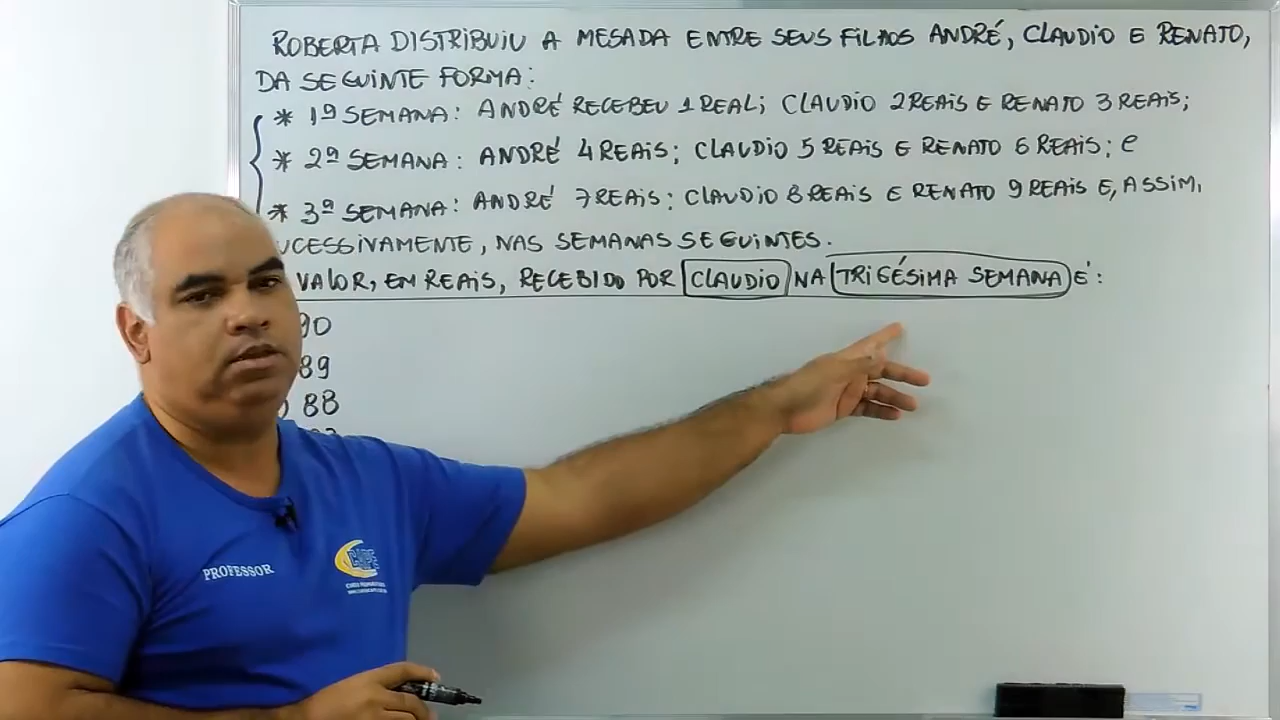 ROBERTA DISTRIBUIU A MESADA ENTRE SEUS FILHOS ANDRÉ, CLAUDIO E RENATO,
DA SEGUINTE FORMA:
* 1ª SEMANA: ANDRÉ RECEBEU 1 REAL; CLAUDIO 2 REAIS E RENATO 3 REAIS;
* 2ª SEMANA: ANDRÉ 4 REAIS; CLAUDIO 5 REAIS E RENATO 6 REAIS; e
* 3ª SEMANA: ANDRÉ 7 REAIS: CLAUDIO 8 REAIS E RENATO 9 REAIS E, ASSIM,
UCESSIVAMENTE, NAS SEMANAS SEGUINTES.
VALOR, EM REAIS, RECEBIDO POR CLAUDIO NA TRIGÉSIMA SEMANA É:
90
89
88
PROFESSOR